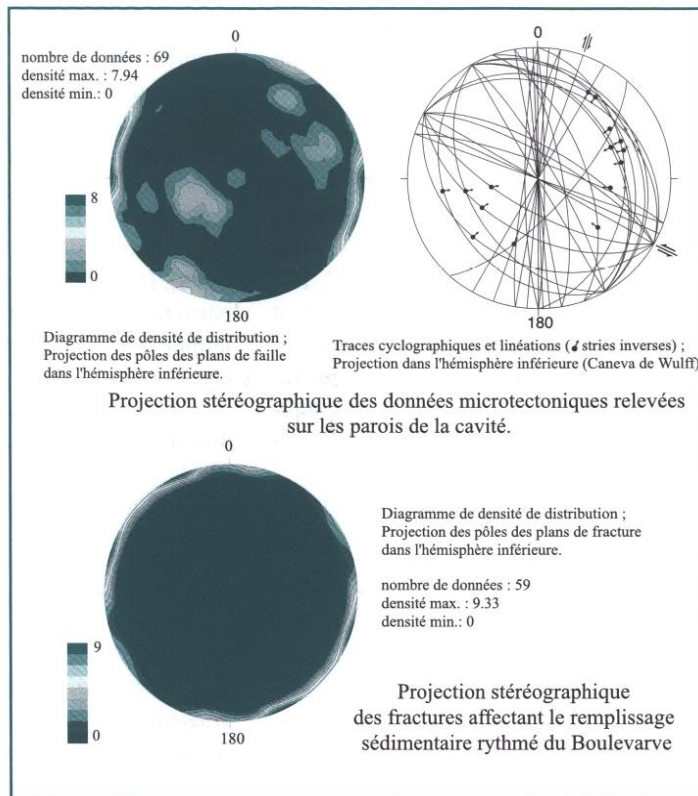 0
nombre de données : 69
densité max. : 7.94
densité min.: 0
8
0
180
Diagramme de densité de distribution ;
Projection des pôles des plans de faille
dans l'hémisphère inférieure.
0
180
Traces cyclographiques et linéations ( stries inverses) ;
Projection dans l'hémisphère inférieure (Caneva de Wulff)
Projection stéréographique des données microtectoniques relevées
sur les parois de la cavité.
0
9
0
180
Diagramme de densité de distribution ;
Projection des pôles des plans de fracture
dans l'hémisphère inférieure.
nombre de données : 59
densité max. : 9.33
densité min.: 0
Projection stéréographique
des fractures affectant le remplissage
sédimentaire rythmé du Boulevarve